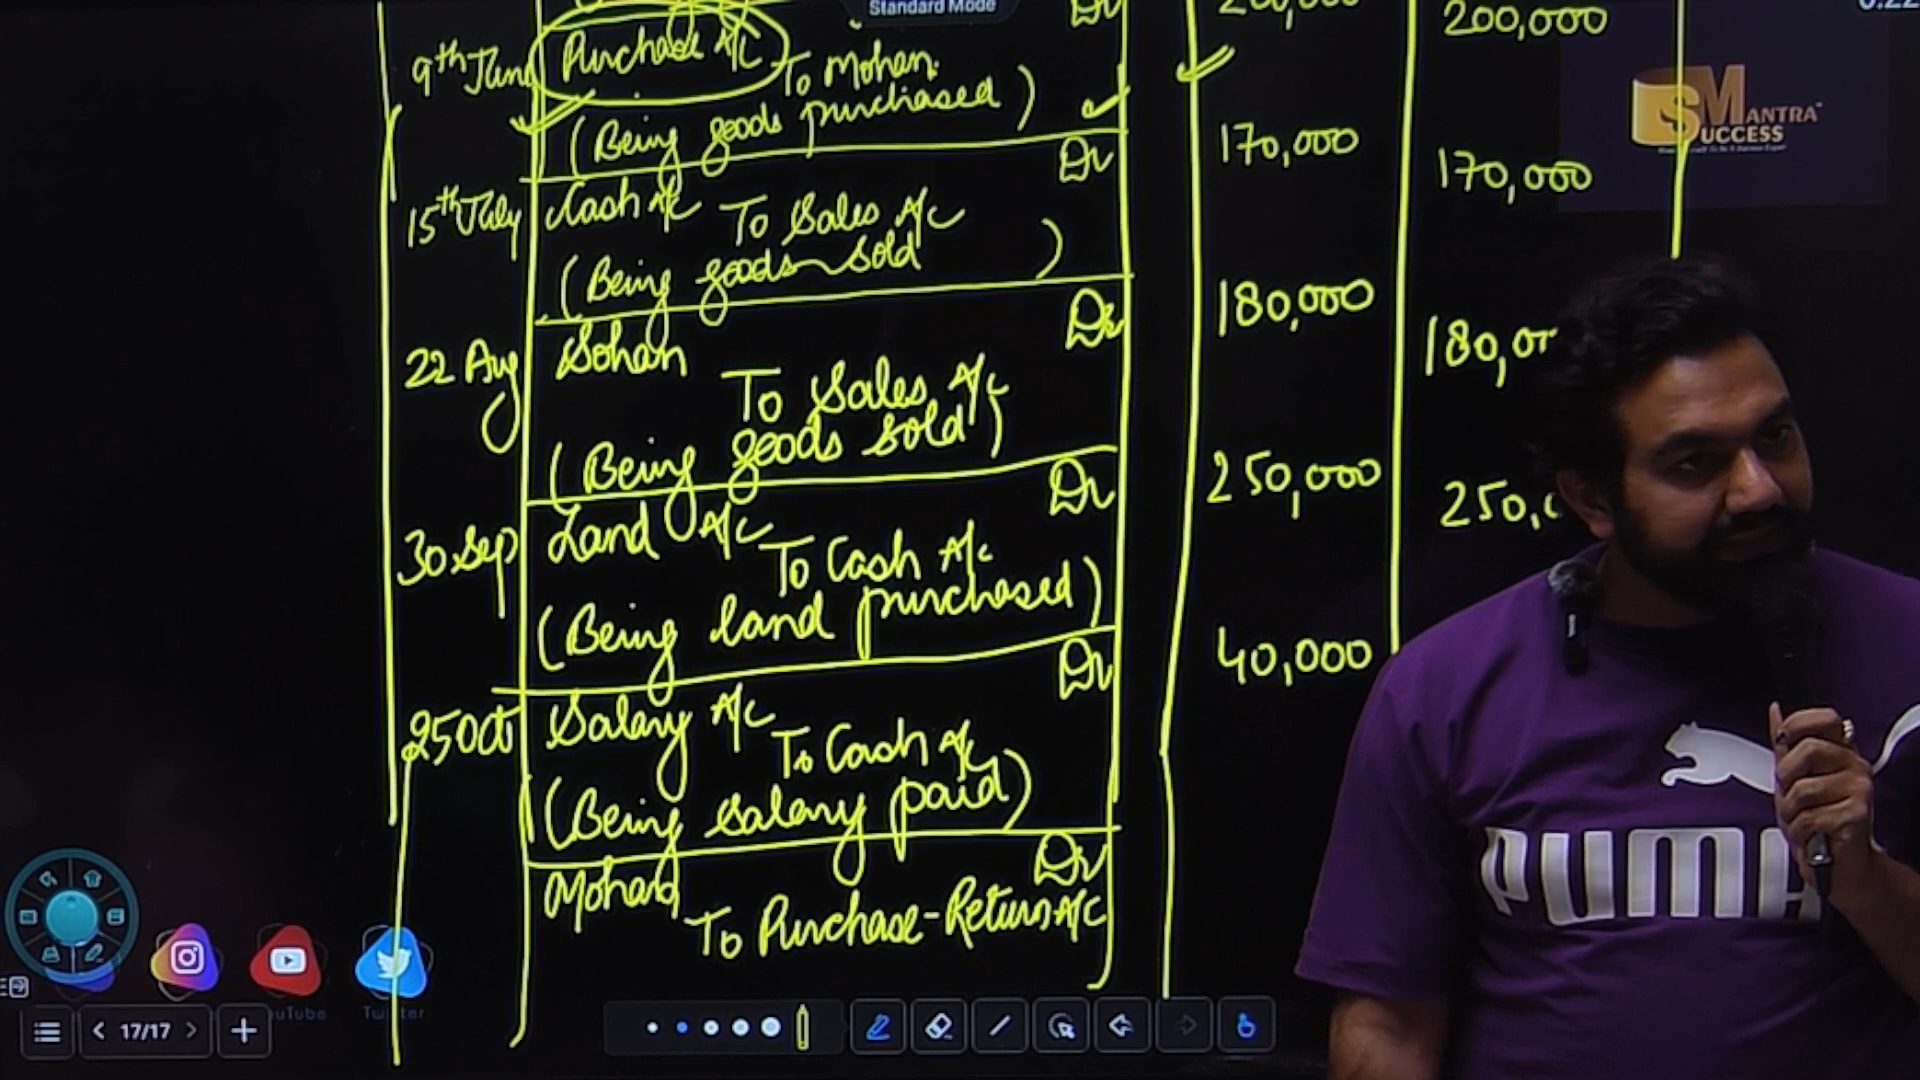 Standard Mode
Dr 200,000
200,000
9th June Purchase A/c To Mohan
(Being goods purchased)
SM
MANTRA
SUCCESS
Dr 170,000
170,000
15th July Cash A/c To Sales A/c
(Being goods sold)
Dr 180,000
22 Aug Sohan
To Sales A/c
(Being goods sold)
Dr 250,000
30 Sep Land A/c
To Cash A/c
(Being land purchased)
Dr 40,000
25 Oct Salary A/c
To Cash A/c
(Being salary paid)
Mohan Dr
To Purchase-Return A/c
PUMA
17/17